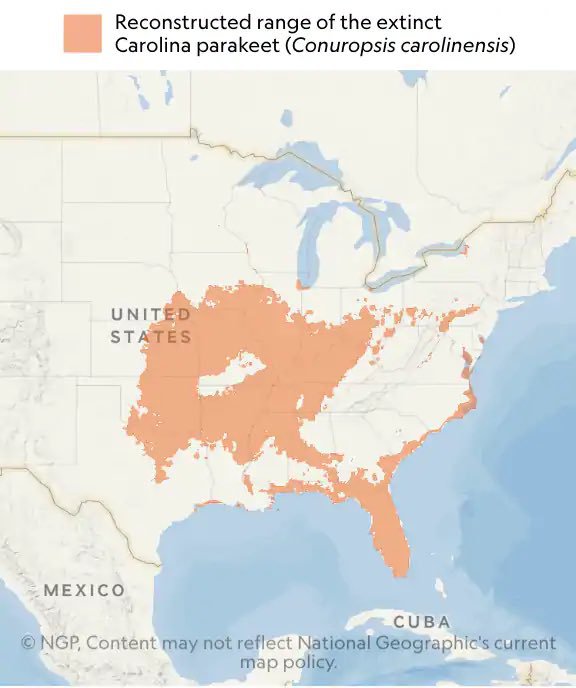 Reconstructed range of the extinct
Carolina parakeet (Conuropsis carolinensis)
UNITED
STATES
MEXICO
CUBA
© NGP, Content may not reflect National Geographic's current
map policy.